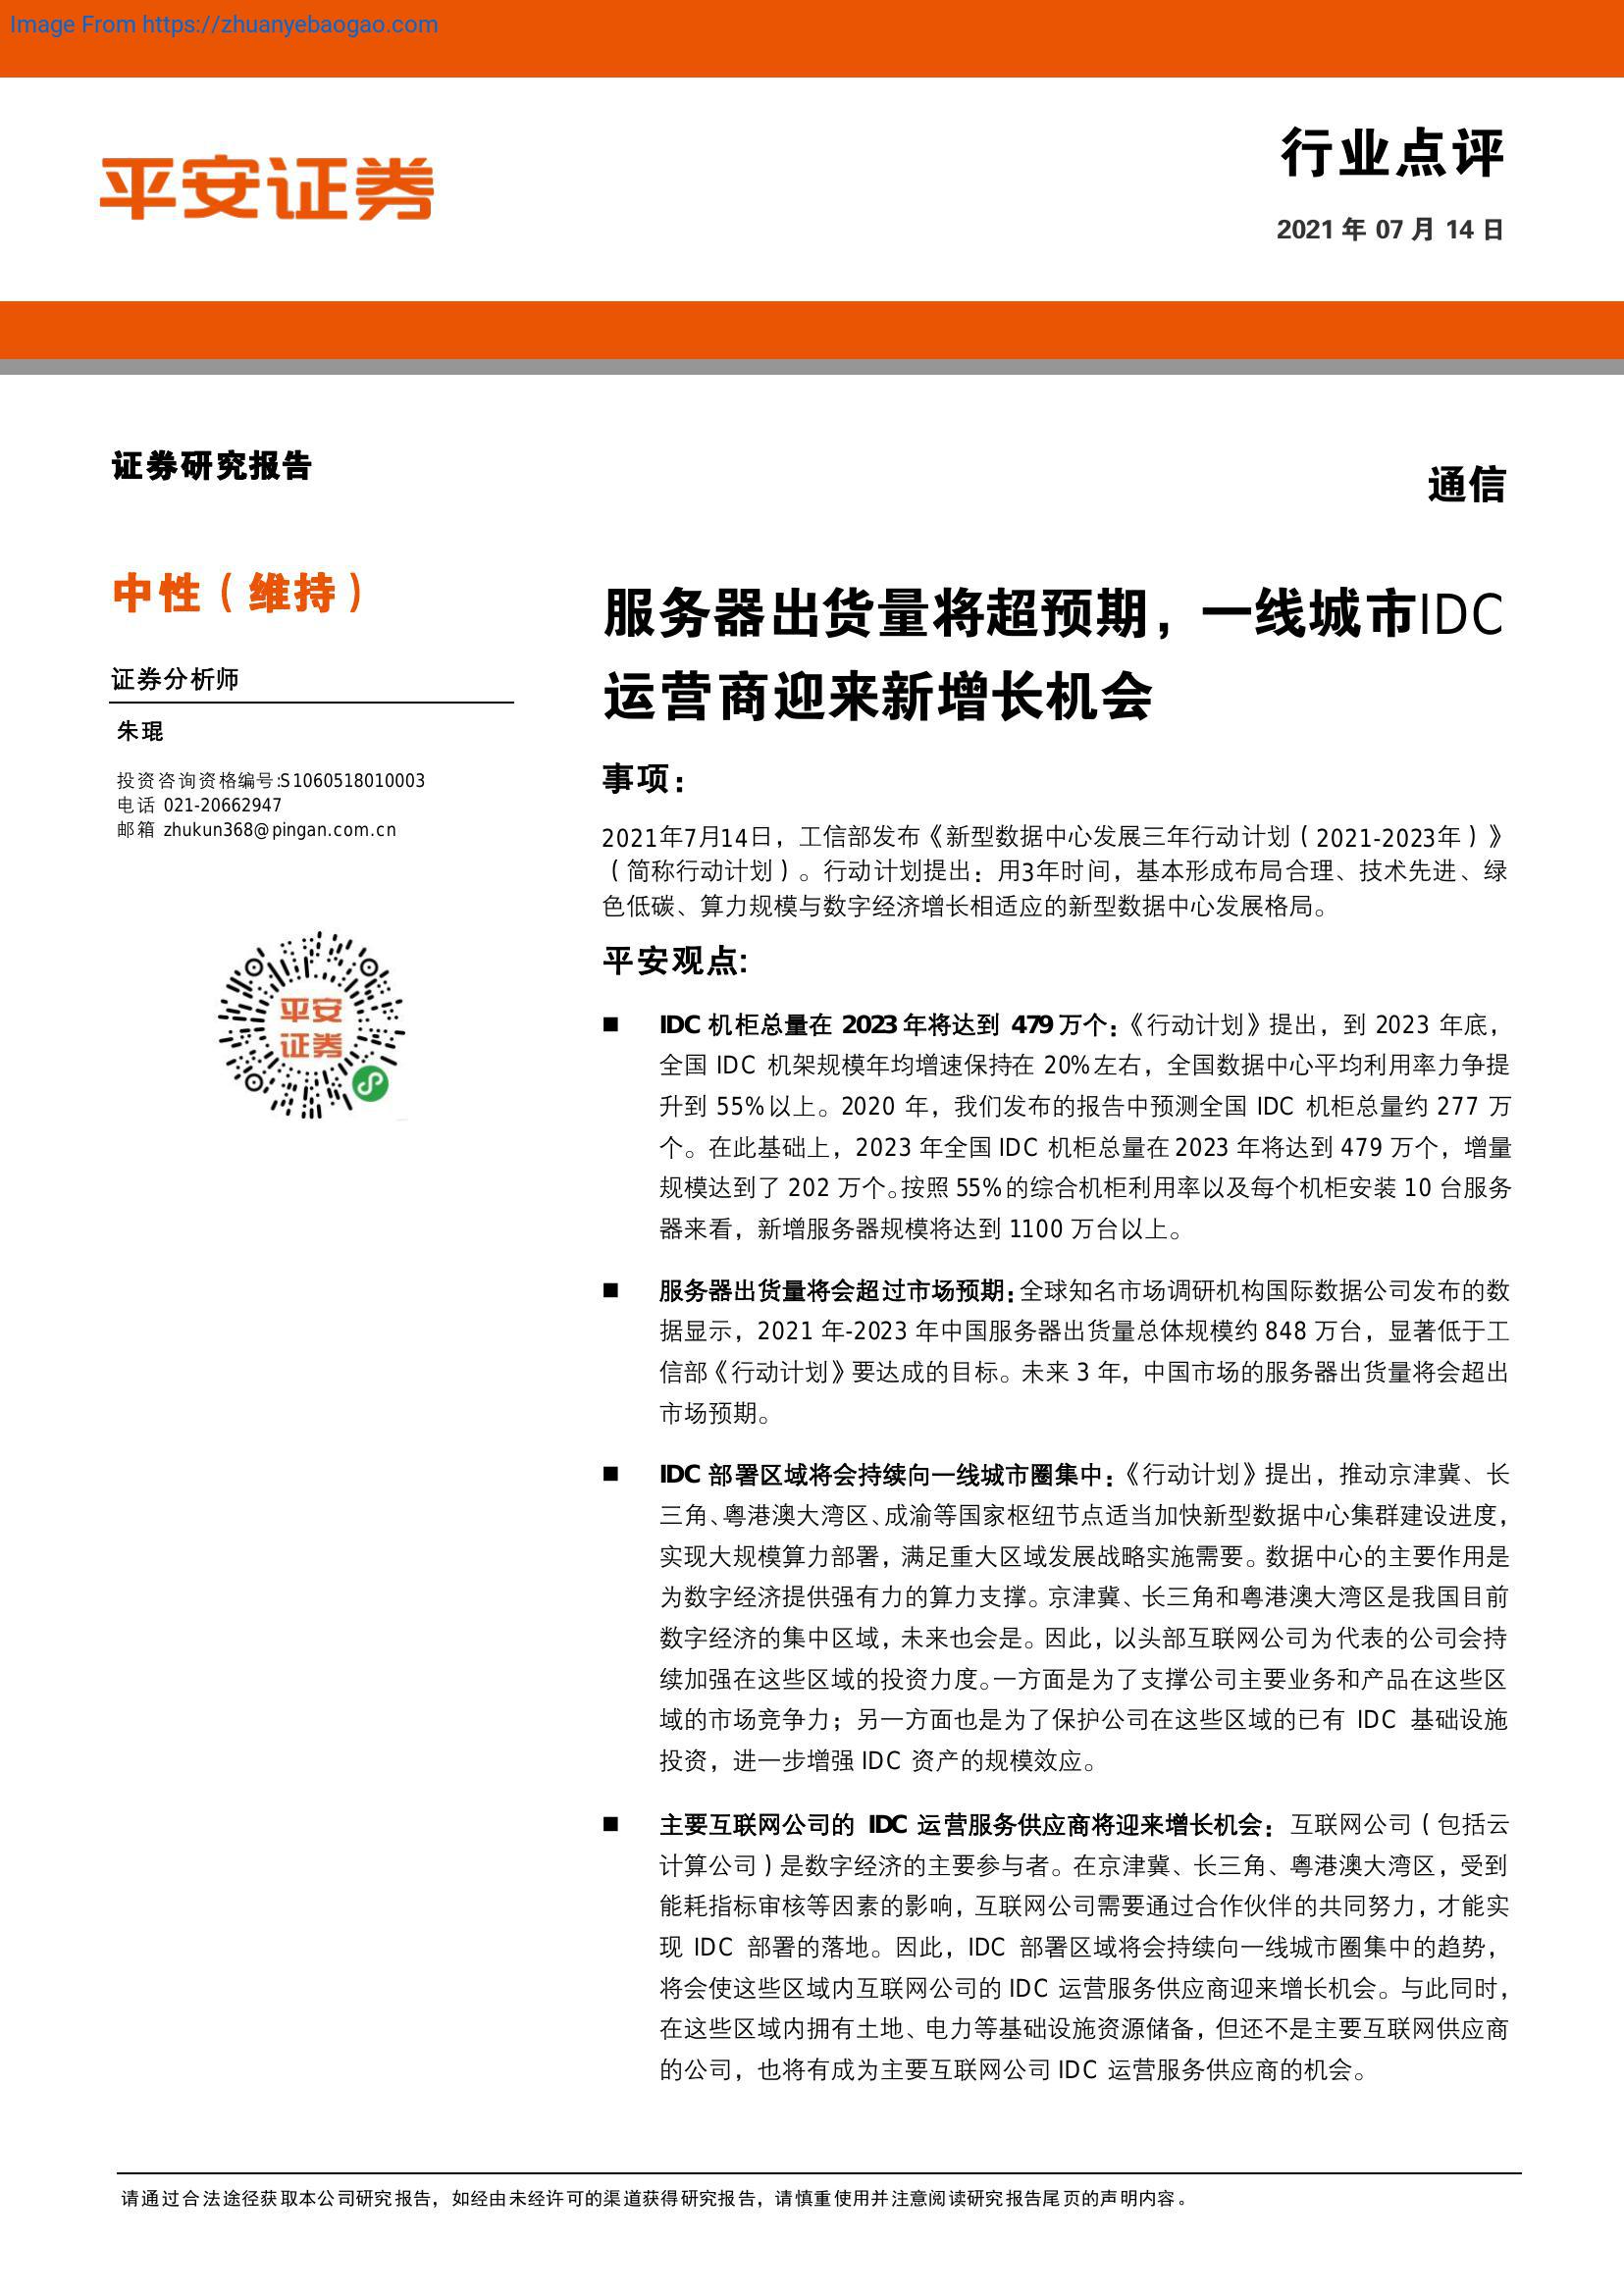 Image From https://zhuanyebaogao.com
平安证券
行业点评
2021 年 07 月 14 日
证券研究报告
通信
中性（维持）
证券分析师
朱琨
投资咨询资格编号:S1060518010003
电话 021-20662947
邮箱 zhukun368@pingan.com.cn
平安
证券
服务器出货量将超预期，一线城市IDC
运营商迎来新增长机会
事项：
2021年7月14日，工信部发布《新型数据中心发展三年行动计划（2021-2023年）》
（简称行动计划）。行动计划提出：用3年时间，基本形成布局合理、技术先进、绿
色低碳、算力规模与数字经济增长相适应的新型数据中心发展格局。
平安观点:
■ IDC 机柜总量在 2023 年将达到 479 万个：《行动计划》提出，到 2023 年底，
全国 IDC 机架规模年均增速保持在 20%左右，全国数据中心平均利用率力争提
升到 55%以上。2020 年，我们发布的报告中预测全国 IDC 机柜总量约 277 万
个。在此基础上，2023 年全国 IDC 机柜总量在 2023 年将达到 479 万个，增量
规模达到了 202 万个。按照 55%的综合机柜利用率以及每个机柜安装 10 台服务
器来看，新增服务器规模将达到 1100 万台以上。
■ 服务器出货量将会超过市场预期：全球知名市场调研机构国际数据公司发布的数
据显示，2021 年-2023 年中国服务器出货量总体规模约 848 万台，显著低于工
信部《行动计划》要达成的目标。未来 3 年，中国市场的服务器出货量将会超出
市场预期。
■ IDC 部署区域将会持续向一线城市圈集中：《行动计划》提出，推动京津冀、长
三角、粤港澳大湾区、成渝等国家枢纽节点适当加快新型数据中心集群建设进度，
实现大规模算力部署，满足重大区域发展战略实施需要。数据中心的主要作用是
为数字经济提供强有力的算力支撑。京津冀、长三角和粤港澳大湾区是我国目前
数字经济的集中区域，未来也会是。因此，以头部互联网公司为代表的公司会持
续加强在这些区域的投资力度。一方面是为了支撑公司主要业务和产品在这些区
域的市场竞争力；另一方面也是为了保护公司在这些区域的已有 IDC 基础设施
投资，进一步增强 IDC 资产的规模效应。
■ 主要互联网公司的 IDC 运营服务供应商将迎来增长机会：互联网公司（包括云
计算公司）是数字经济的主要参与者。在京津冀、长三角、粤港澳大湾区，受到
能耗指标审核等因素的影响，互联网公司需要通过合作伙伴的共同努力，才能实
现 IDC 部署的落地。因此，IDC 部署区域将会持续向一线城市圈集中的趋势，
将会使这些区域内互联网公司的 IDC 运营服务供应商迎来增长机会。与此同时，
在这些区域内拥有土地、电力等基础设施资源储备，但还不是主要互联网供应商
的公司，也将有成为主要互联网公司 IDC 运营服务供应商的机会。
请通过合法途径获取本公司研究报告，如经由未经许可的渠道获得研究报告，请慎重使用并注意阅读研究报告尾页的声明内容。